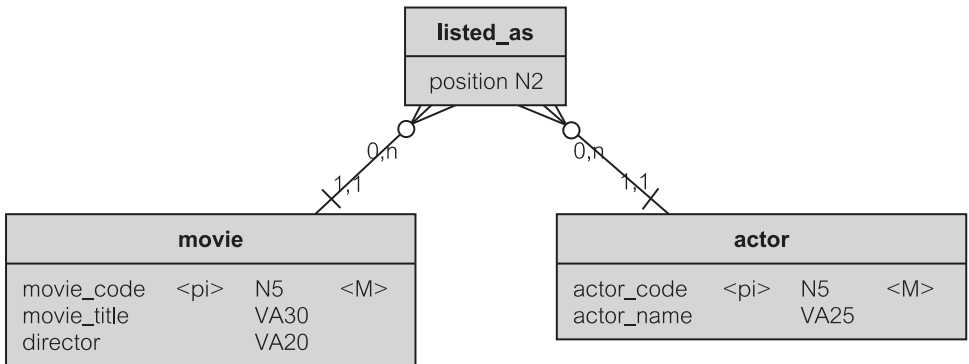 listed_as
position N2
0,n 0,n
1,1 1,1
movie actor
movie_code <pi> N5 <M>
movie_title VA30
director VA20
actor_code <pi> N5 <M>
actor_name VA25